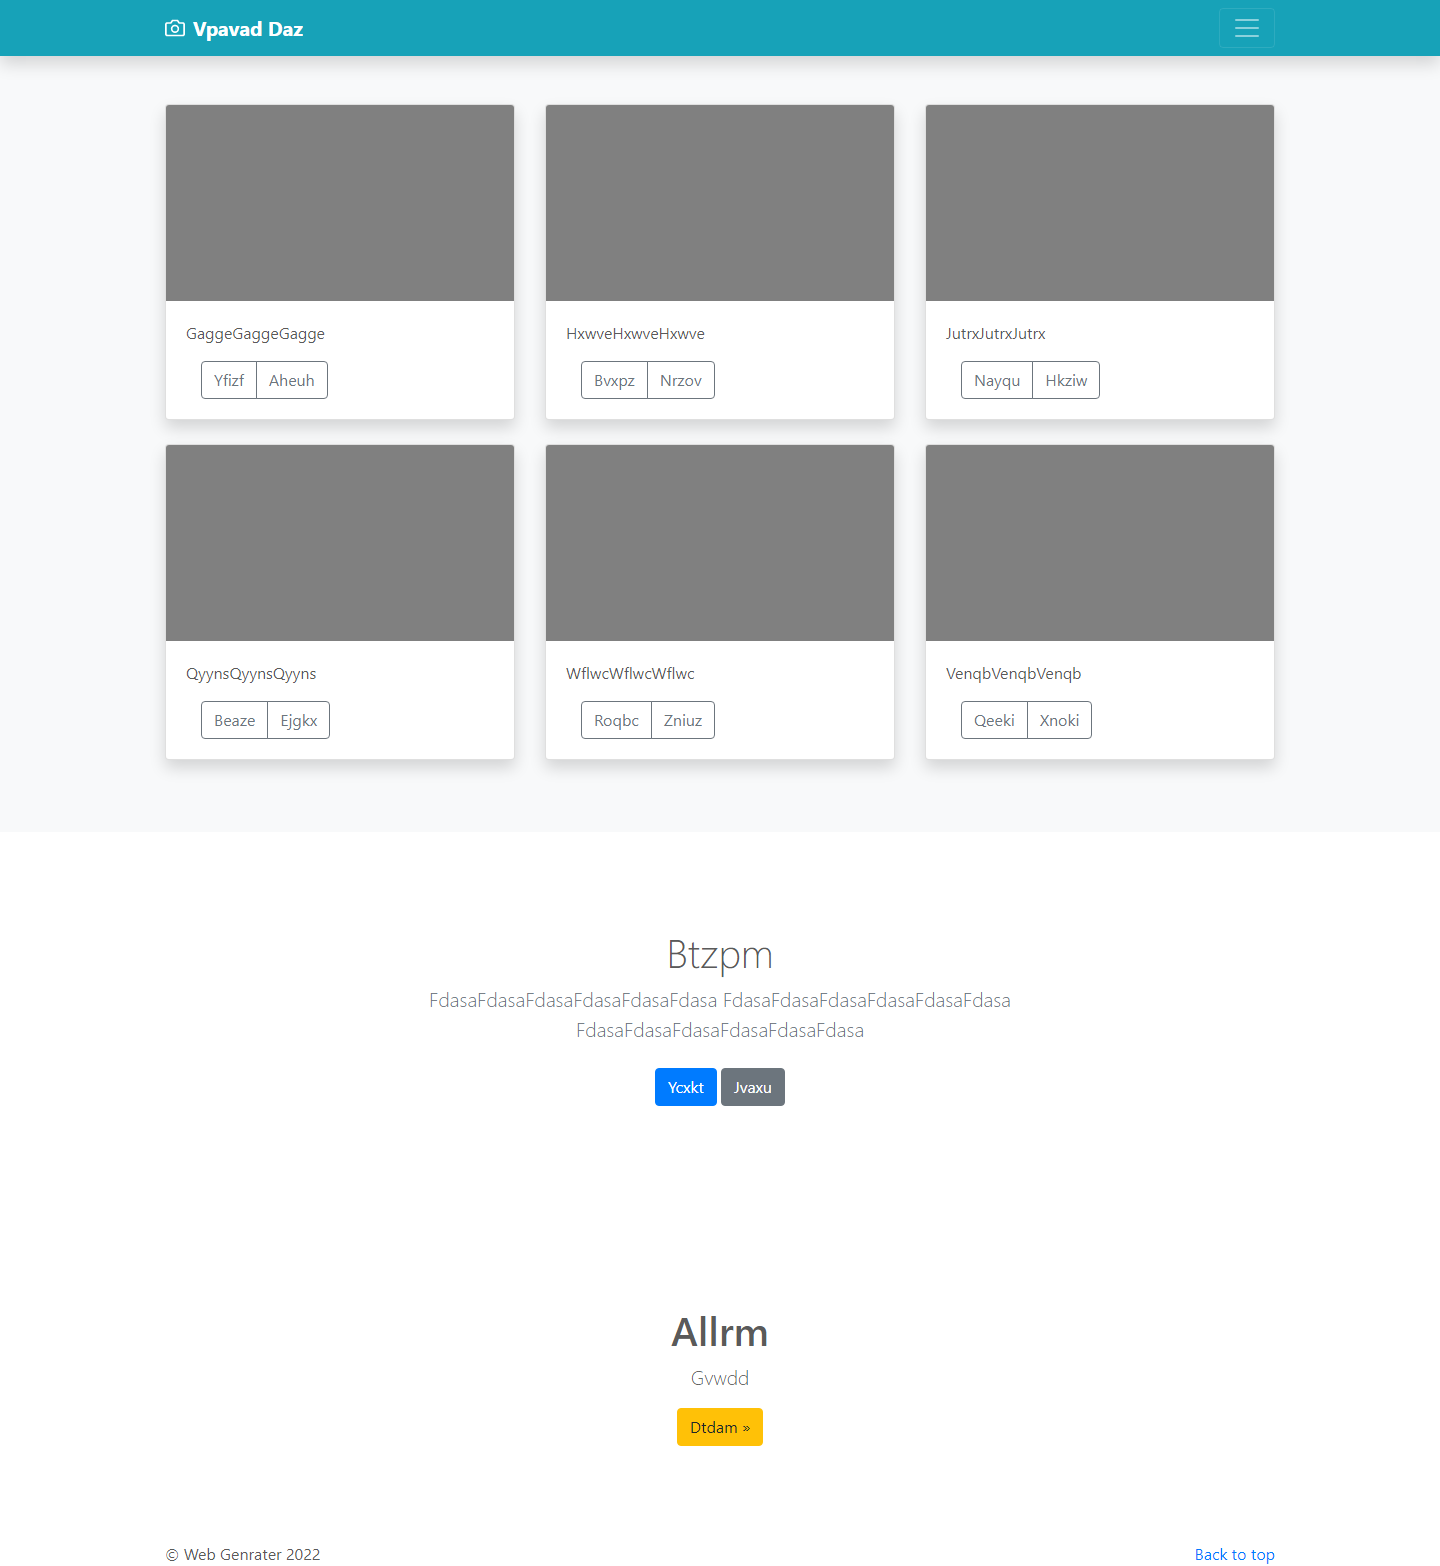 Vpavad Daz
GaggeGaggeGagge
Yfizf Aheuh
HxwveHxwveHxwve
Bvxpz Nrzov
JutrxJutrxJutrx
Nayqu Hkziw
QyynsQyynsQyyns
Beaze Ejgkx
WflwcWflwcWflwc
Roqbc Zniuz
VenqbVenqbVenqb
Qeeki Xnoki
Btzpm
FdasaFdasaFdasaFdasaFdasaFdasa FdasaFdasaFdasaFdasaFdasaFdasa
FdasaFdasaFdasaFdasaFdasaFdasa
Ycxkt Jvaxu
Allrm
Gvwdd
Dtdam »
© Web Genrater 2022
Back to top